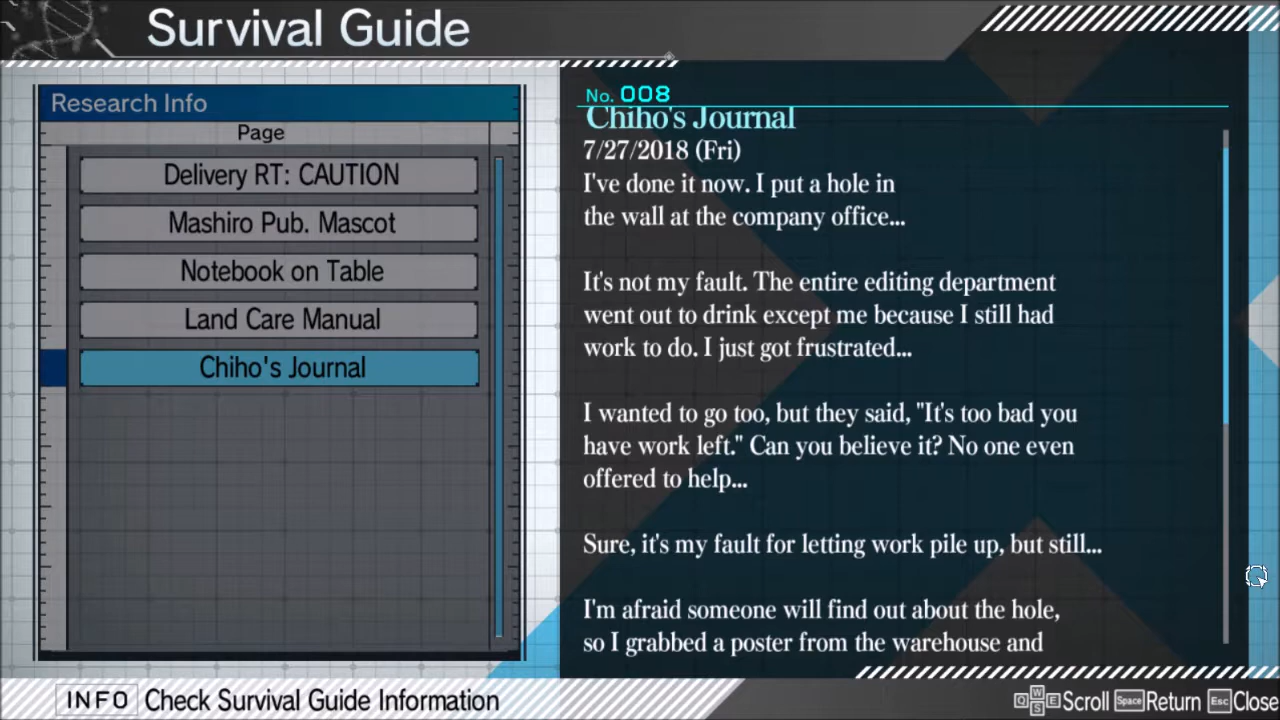 Survival Guide
Research Info
Page
Delivery RT: CAUTION
Mashiro Pub. Mascot
Notebook on Table
Land Care Manual
Chiho's Journal
No. 008
Chiho's Journal
7/27/2018 (Fri)
I've done it now. I put a hole in
the wall at the company office...
It's not my fault. The entire editing department
went out to drink except me because I still had
work to do. I just got frustrated...
I wanted to go too, but they said, "It's too bad you
have work left." Can you believe it? No one even
offered to help...
Sure, it's my fault for letting work pile up, but still...
I'm afraid someone will find out about the hole,
so I grabbed a poster from the warehouse and
INFO Check Survival Guide Information
Q W S E Scroll Space Return Esc Close